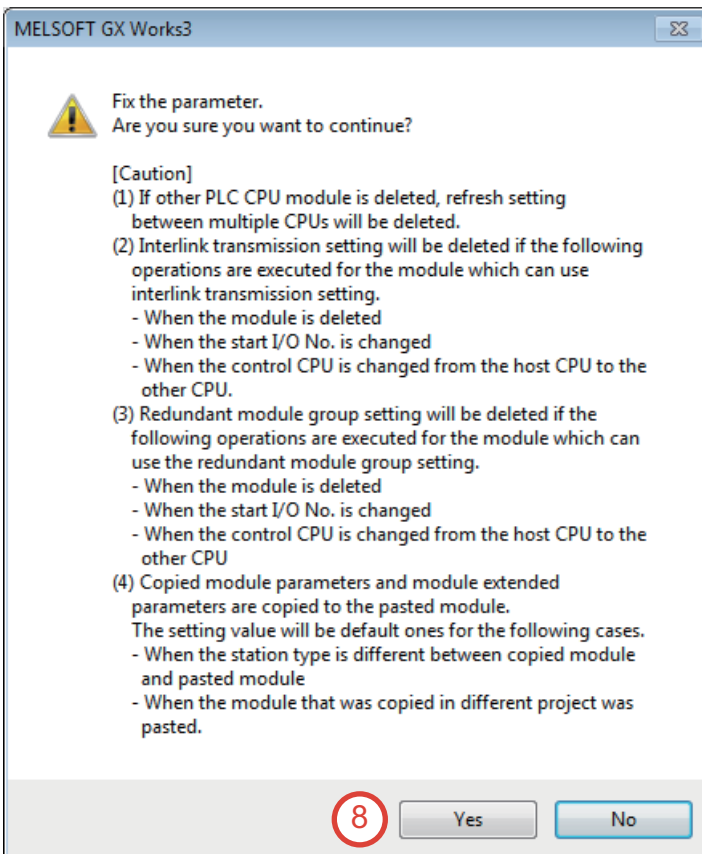 MELSOFT GX Works3
Fix the parameter.
Are you sure you want to continue?
[Caution]
(1) If other PLC CPU module is deleted, refresh setting
between multiple CPUs will be deleted.
(2) Interlink transmission setting will be deleted if the following
operations are executed for the module which can use
interlink transmission setting.
- When the module is deleted
- When the start I/O No. is changed
- When the control CPU is changed from the host CPU to the
other CPU.
(3) Redundant module group setting will be deleted if the
following operations are executed for the module which can
use the redundant module group setting.
- When the module is deleted
- When the start I/O No. is changed
- When the control CPU is changed from the host CPU to the
other CPU
(4) Copied module parameters and module extended
parameters are copied to the pasted module.
The setting value will be default ones for the following cases.
- When the station type is different between copied module
and pasted module
- When the module that was copied in different project was
pasted.
8 Yes No